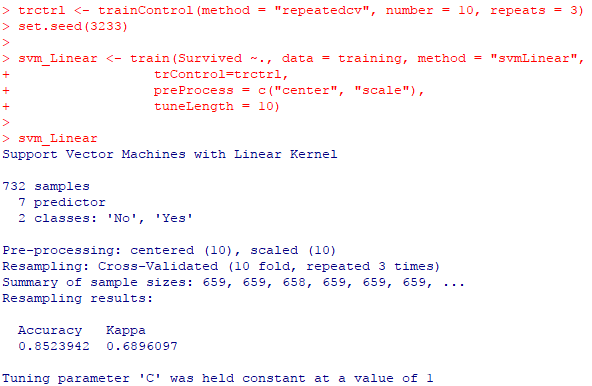 > trctrl <- trainControl(method = "repeatedcv", number = 10, repeats = 3)
> set.seed(3233)
>
> svm_Linear <- train(Survived ~., data = training, method = "svmLinear",
+                  trControl=trctrl,
+                  preProcess = c("center", "scale"),
+                  tuneLength = 10)
>
> svm_Linear
Support Vector Machines with Linear Kernel

732 samples
  7 predictor
  2 classes: 'No', 'Yes'

Pre-processing: centered (10), scaled (10)
Resampling: Cross-Validated (10 fold, repeated 3 times)
Summary of sample sizes: 659, 659, 658, 659, 659, 659, ...
Resampling results:

  Accuracy   Kappa
  0.8523942  0.6896097

Tuning parameter 'C' was held constant at a value of 1